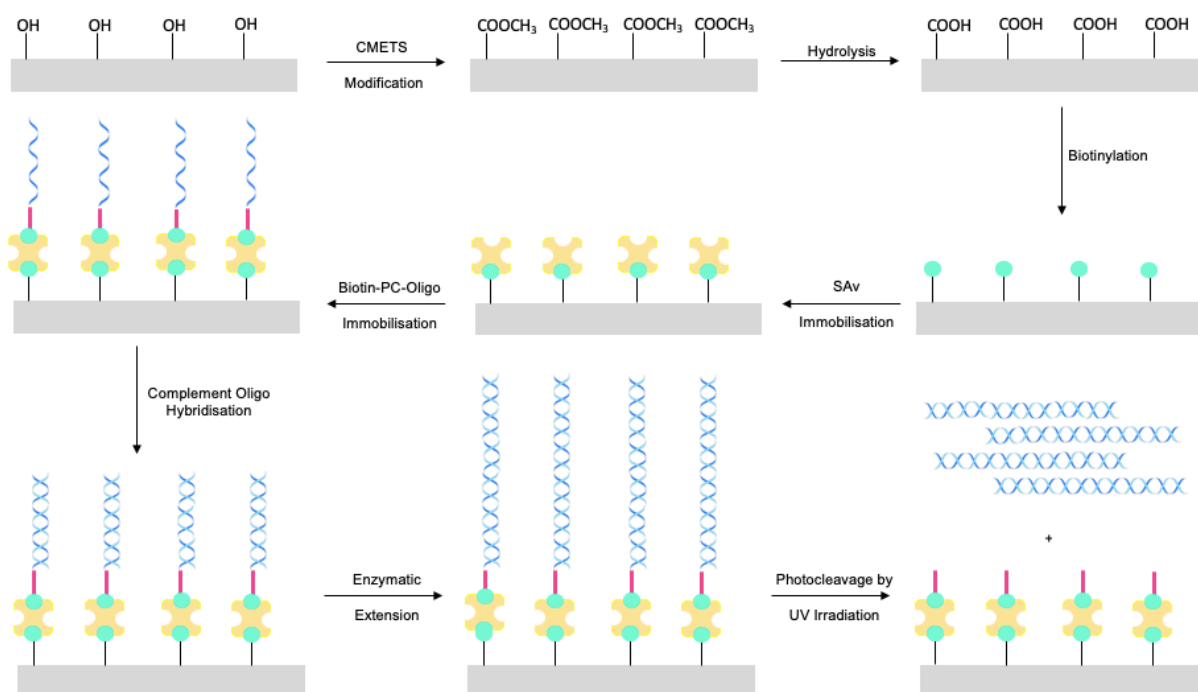 OH OH OH OH
CMETS
Modification
COOCH₃ COOCH₃ COOCH₃ COOCH₃
Hydrolysis
COOH COOH COOH COOH
Biotinylation
SAv
Immobilisation
Biotin-PC-Oligo
Immobilisation
Complement Oligo
Hybridisation
Enzymatic
Extension
Photocleavage by
UV Irradiation
+